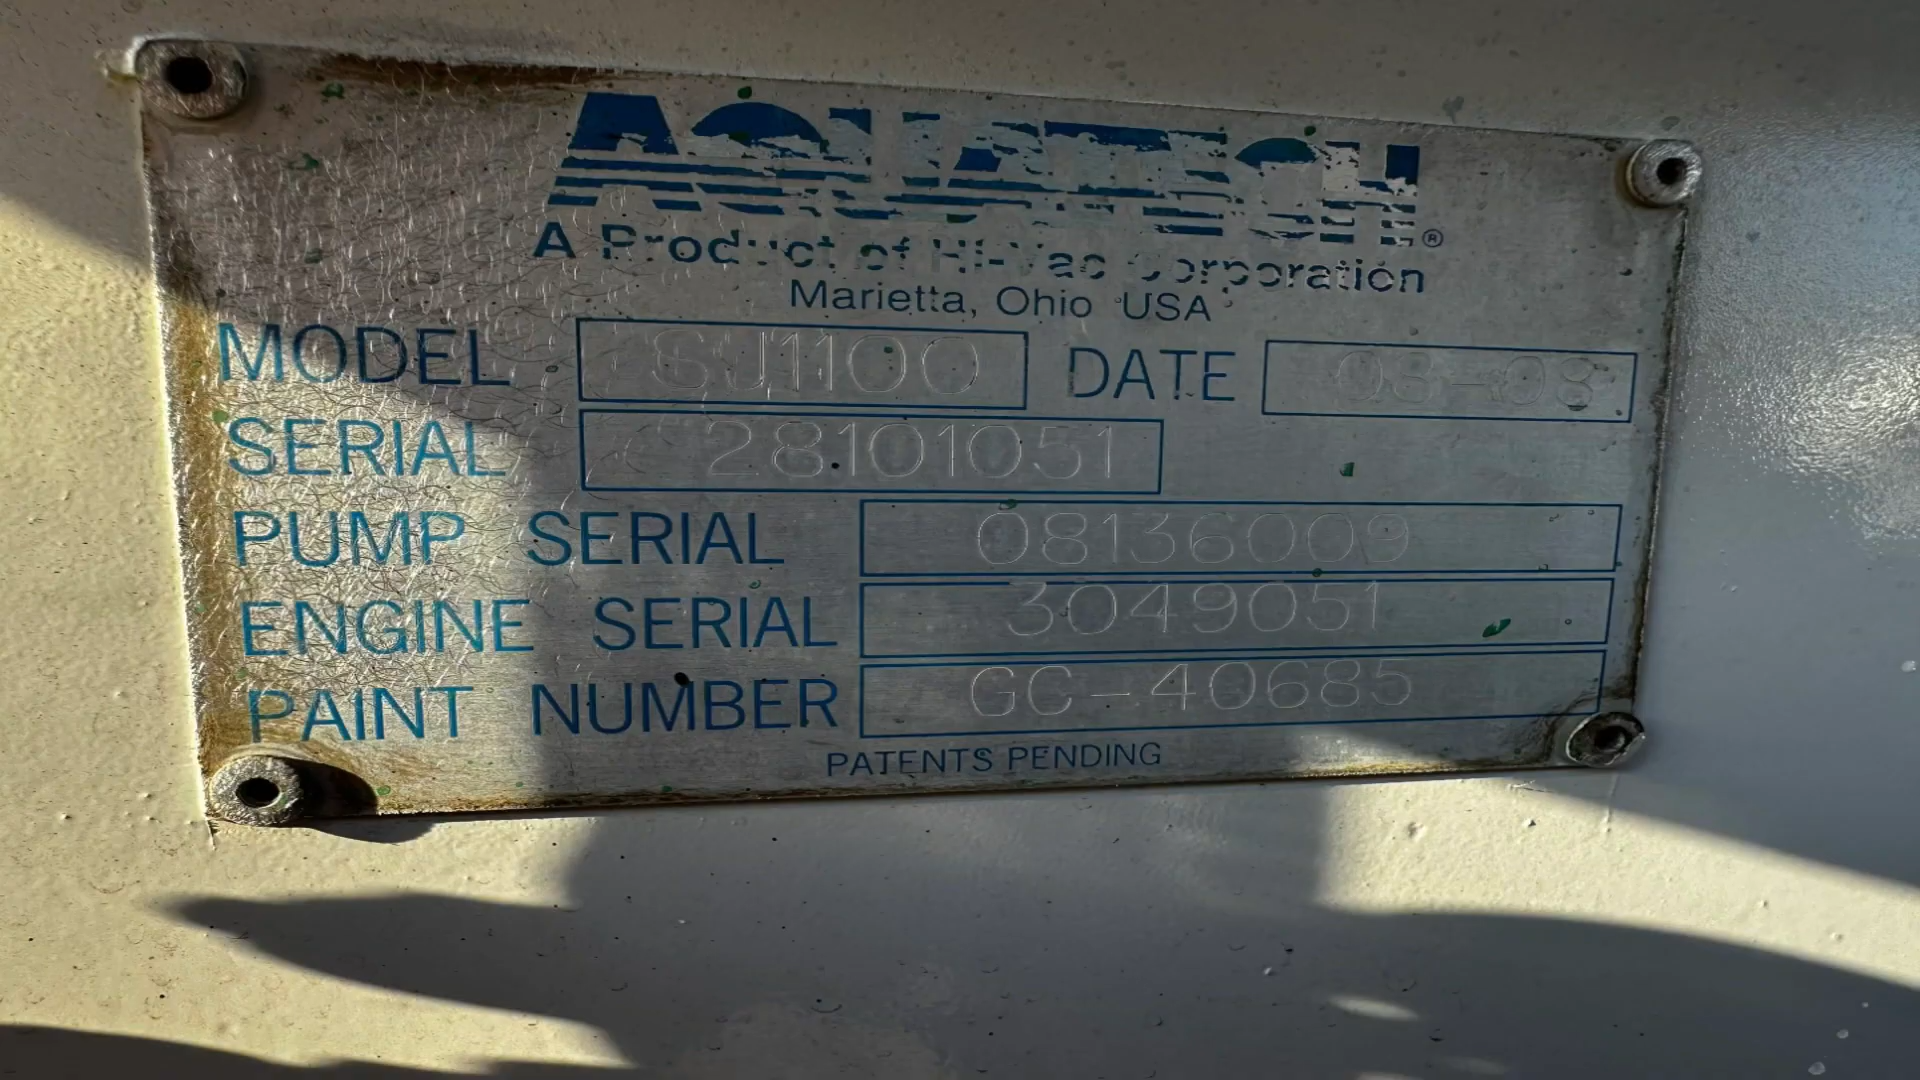 AQUATECH®
A Product of Hi-Vac Corporation
Marietta, Ohio USA
MODEL SJ1100 DATE 08-08
SERIAL 28101051
PUMP SERIAL 08136009
ENGINE SERIAL 3049051
PAINT NUMBER GC-40685
PATENTS PENDING